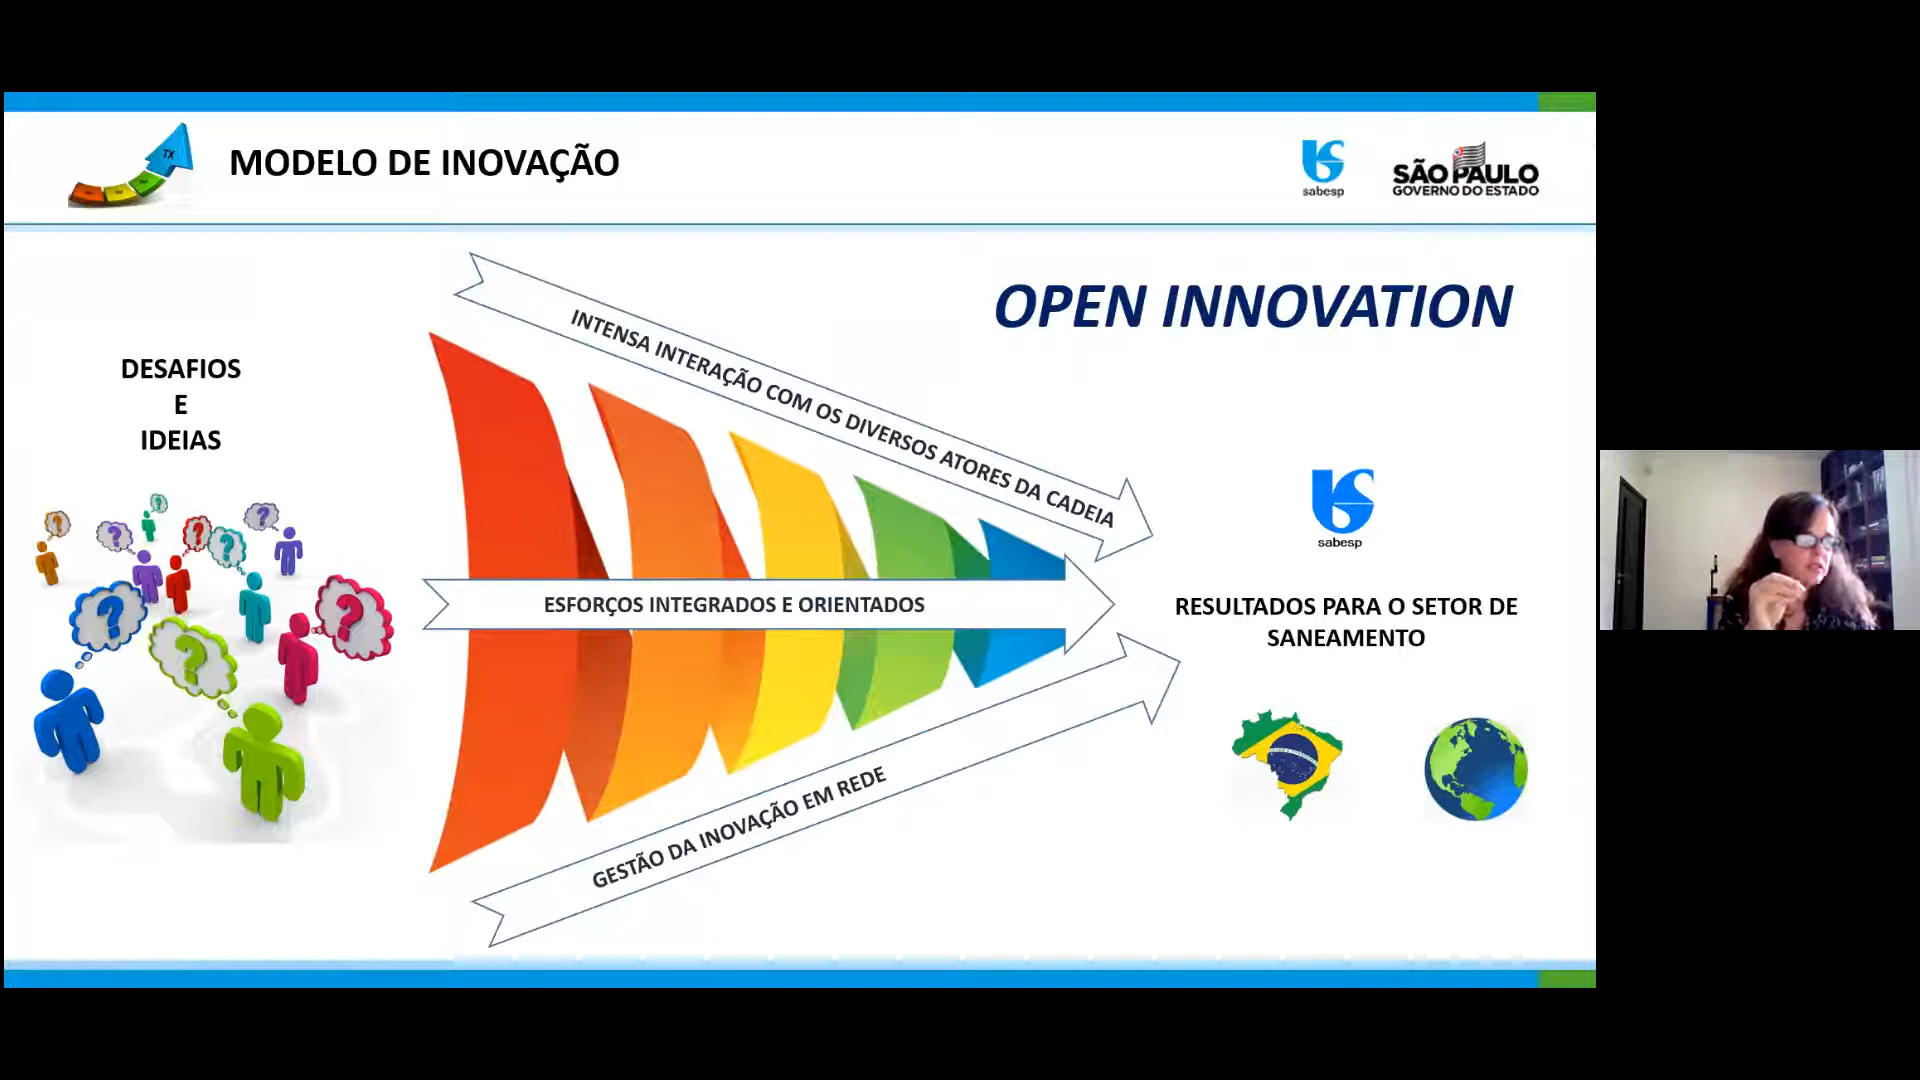 TX
MODELO DE INOVAÇÃO
sabesp
SÃO PAULO
GOVERNO DO ESTADO
OPEN INNOVATION
DESAFIOS
E
IDEIAS
INTENSA INTERAÇÃO COM OS DIVERSOS ATORES DA CADEIA
ESFORÇOS INTEGRADOS E ORIENTADOS
GESTÃO DA INOVAÇÃO EM REDE
sabesp
RESULTADOS PARA O SETOR DE
SANEAMENTO